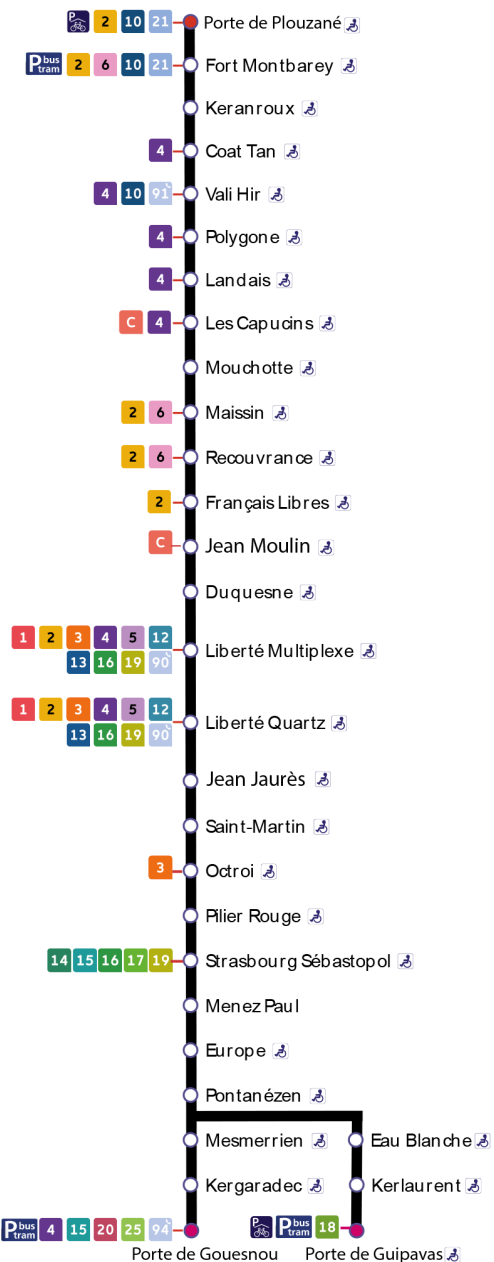 P 2 10 21 Porte de Plouzané
P bus tram 2 6 10 21 Fort Montbarey
Keranroux
4 Coat Tan
4 10 91 Vali Hir
4 Polygone
4 Landais
C 4 Les Capucins
Mouchotte
2 6 Maissin
2 6 Recouvrance
2 Français Libres
C Jean Moulin
Duquesne
1 2 3 4 5 12
13 16 19 90 Liberté Multiplexe
1 2 3 4 5 12
13 16 19 90 Liberté Quartz
Jean Jaurès
Saint-Martin
3 Octroi
Pilier Rouge
14 15 16 17 19 Strasbourg Sébastopol
Menez Paul
Europe
Pontanézen
Mesmerrien Eau Blanche
Kergaradec Kerlaurent
P bus tram 4 15 20 25 94 P P bus tram 18
Porte de Gouesnou Porte de Guipavas